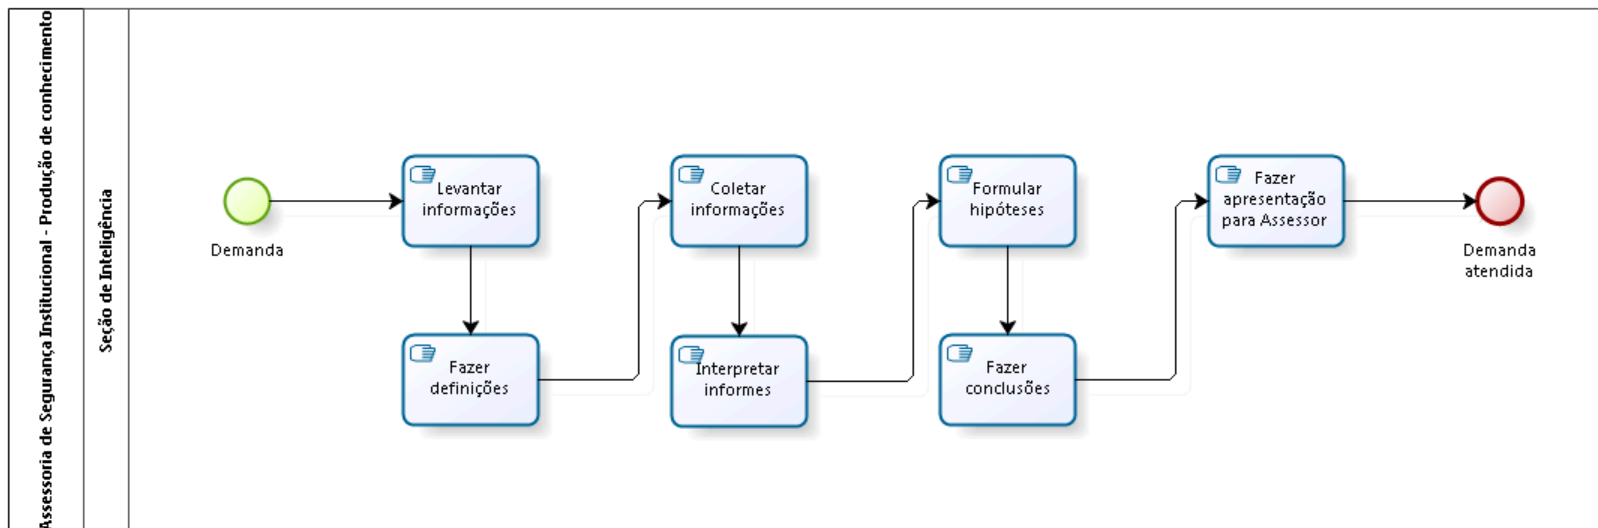 Assessoria de Segurança Institucional - Produção de conhecimento
Seção de Inteligência
Demanda
Levantar
informações
Fazer
definições
Coletar
informações
Interpretar
informes
Formular
hipóteses
Fazer
conclusões
Fazer
apresentação
para Assessor
Demanda
atendida